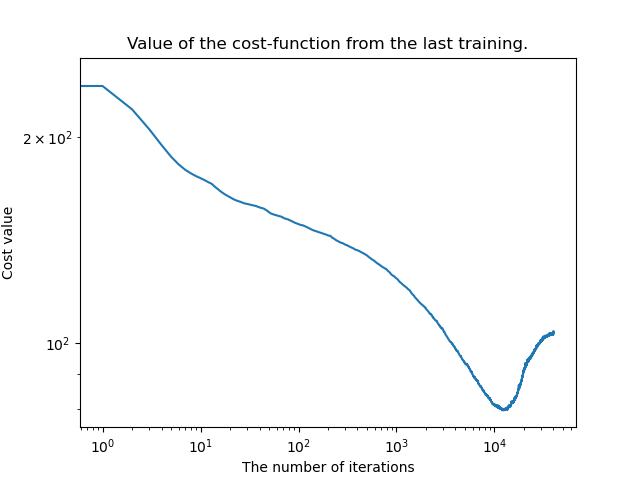 Value of the cost-function from the last training.
Cost value
2 × 10²
10²
10⁰ 10¹ 10² 10³ 10⁴
The number of iterations